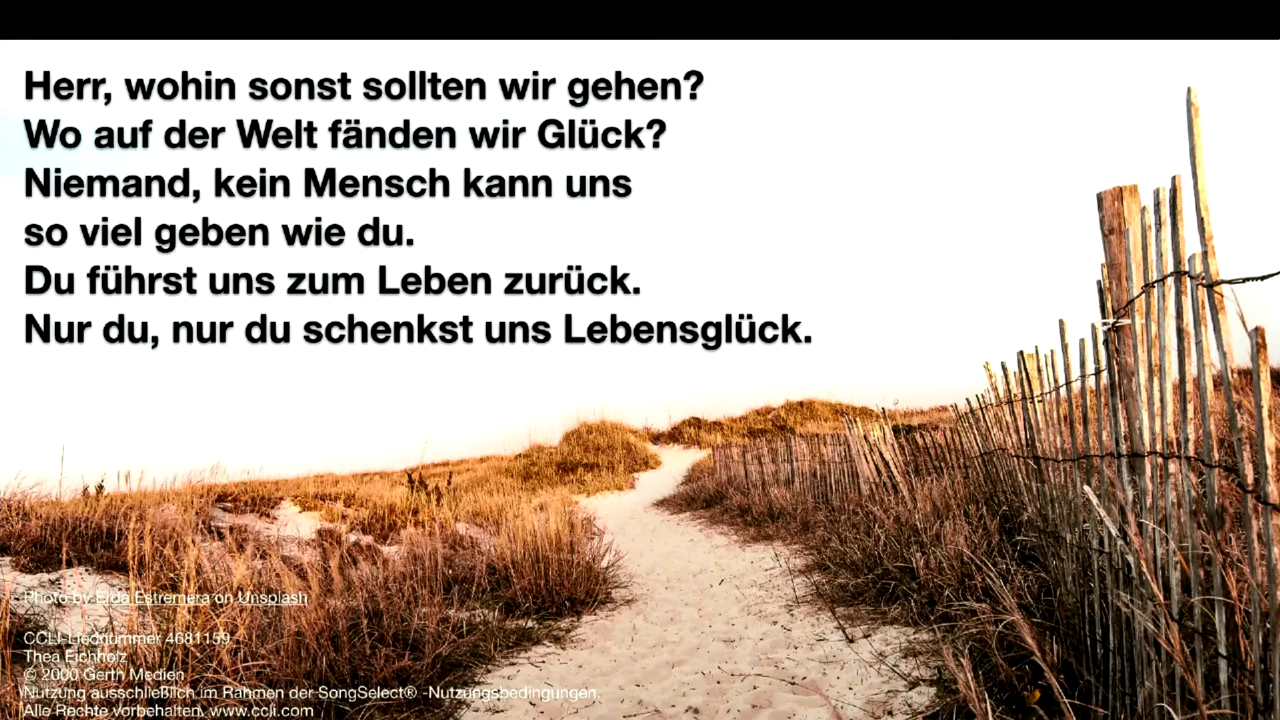 Herr, wohin sonst sollten wir gehen?
Wo auf der Welt fänden wir Glück?
Niemand, kein Mensch kann uns
so viel geben wie du.
Du führst uns zum Leben zurück.
Nur du, nur du schenkst uns Lebensglück.
Photo by Erda Estremera on Unsplash
CCLI-Liednummer 4681159
Thea Eichholz
© 2000 Gerth Medien
Nutzung ausschließlich im Rahmen der SongSelect® -Nutzungsbedingungen.
Alle Rechte vorbehalten. www.ccli.com